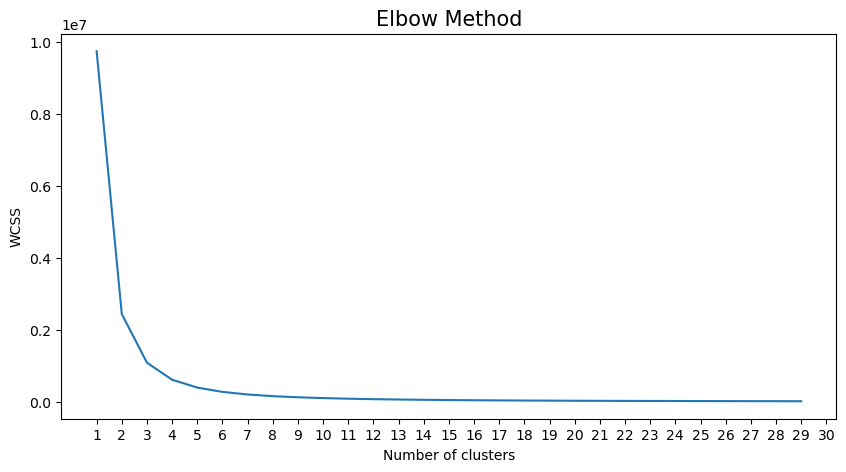 Elbow Method
1e7
1.0
0.8
0.6
0.4
0.2
0.0
WCSS
1 2 3 4 5 6 7 8 9 10 11 12 13 14 15 16 17 18 19 20 21 22 23 24 25 26 27 28 29 30
Number of clusters